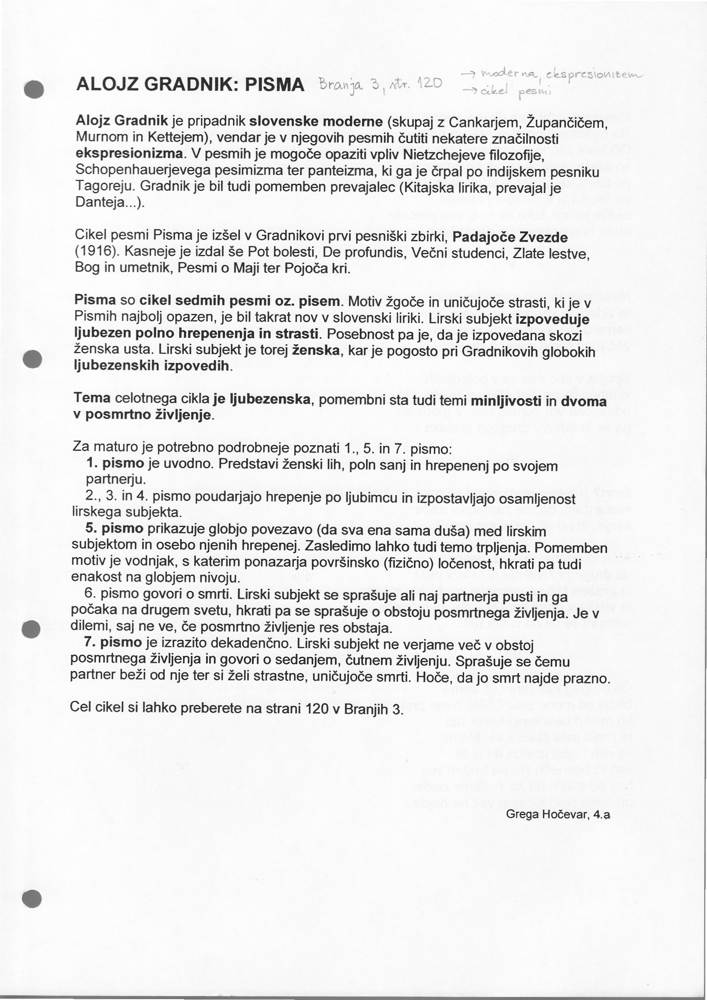 ALOJZ GRADNIK: PISMA Branja 3, str. 120
→ moderna, ekspresionizem
→ cikel pesmi
Alojz Gradnik je pripadnik slovenske moderne (skupaj z Cankarjem, Župančičem,
Murnom in Kettejem), vendar je v njegovih pesmih čutiti nekatere značilnosti
ekspresionizma. V pesmih je mogoče opaziti vpliv Nietzchejeve filozofije,
Schopenhauerjevega pesimizma ter panteizma, ki ga je črpal po indijskem pesniku
Tagoreju. Gradnik je bil tudi pomemben prevajalec (Kitajska lirika, prevajal je
Danteja...).
Cikel pesmi Pisma je izšel v Gradnikovi prvi pesniški zbirki, Padajoče Zvezde
(1916). Kasneje je izdal še Pot bolesti, De profundis, Večni studenci, Zlate lestve,
Bog in umetnik, Pesmi o Maji ter Pojoča kri.
Pisma so cikel sedmih pesmi oz. pisem. Motiv žgoče in uničujoče strasti, ki je v
Pismih najbolj opazen, je bil takrat nov v slovenski liriki. Lirski subjekt izpoveduje
ljubezen polno hrepenenja in strasti. Posebnost pa je, da je izpovedana skozi
ženska usta. Lirski subjekt je torej ženska, kar je pogosto pri Gradnikovih globokih
ljubezenskih izpovedih.
Tema celotnega cikla je ljubezenska, pomembni sta tudi temi minljivosti in dvoma
v posmrtno življenje.
Za maturo je potrebno podrobneje poznati 1., 5. in 7. pismo:
1. pismo je uvodno. Predstavi ženski lih, poln sanj in hrepenenj po svojem
partnerju.
2., 3. in 4. pismo poudarjajo hrepenje po ljubimcu in izpostavljajo osamljenost
lirskega subjekta.
5. pismo prikazuje globjo povezavo (da sva ena sama duša) med lirskim
subjektom in osebo njenih hrepenej. Zasledimo lahko tudi temo trpljenja. Pomemben
motiv je vodnjak, s katerim ponazarja površinsko (fizično) ločenost, hkrati pa tudi
enakost na globjem nivoju.
6. pismo govori o smrti. Lirski subjekt se sprašuje ali naj partnerja pusti in ga
počaka na drugem svetu, hkrati pa se sprašuje o obstoju posmrtnega življenja. Je v
dilemi, saj ne ve, če posmrtno življenje res obstaja.
7. pismo je izrazito dekadenčno. Lirski subjekt ne verjame več v obstoj
posmrtnega življenja in govori o sedanjem, čutnem življenju. Sprašuje se čemu
partner beži od nje ter si želi strastne, uničujoče smrti. Hoče, da jo smrt najde prazno.
Cel cikel si lahko preberete na strani 120 v Branjih 3.
Grega Hočevar, 4.a